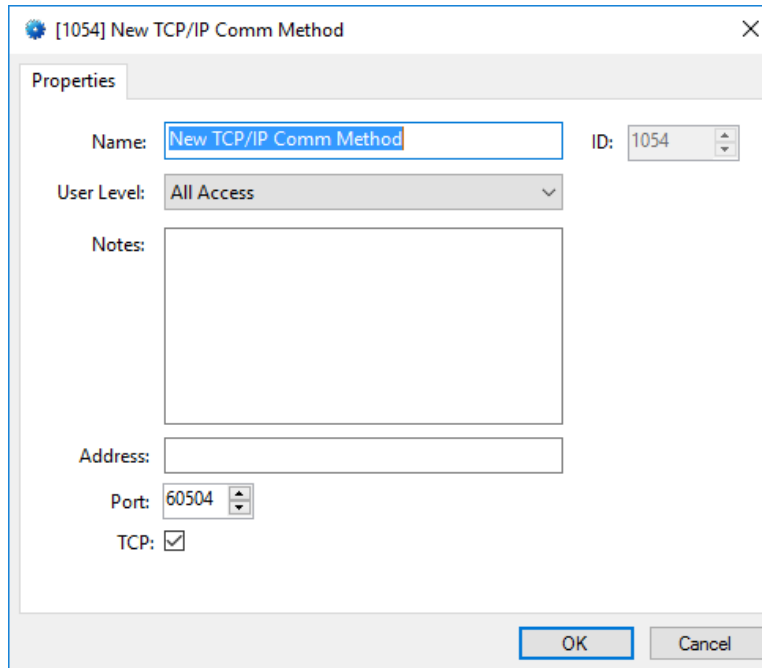 [1054] New TCP/IP Comm Method
Properties
Name: New TCP/IP Comm Method ID: 1054
User Level: All Access
Notes:
Address:
Port: 60504
TCP:
OK Cancel